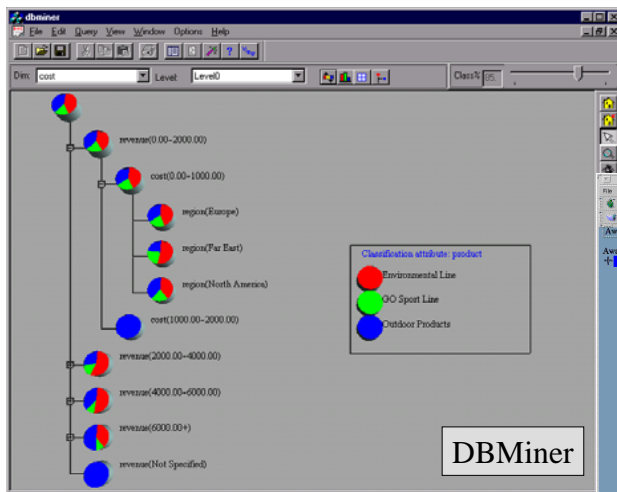 dbminer
File Edit Query View Window Options Help
Dim: cost Level: Level0 Class% 85.
revenue(0.00~2000.00)
cost(0.00~1000.00)
region(Europe)
region(Far East)
region(North America)
cost(1000.00~2000.00)
revenue(2000.00~4000.00)
revenue(4000.00~6000.00)
revenue(6000.00+)
revenue(Not Specified)
Classification attribute: product
Environmental Line
GO Sport Line
Outdoor Products
DBMiner